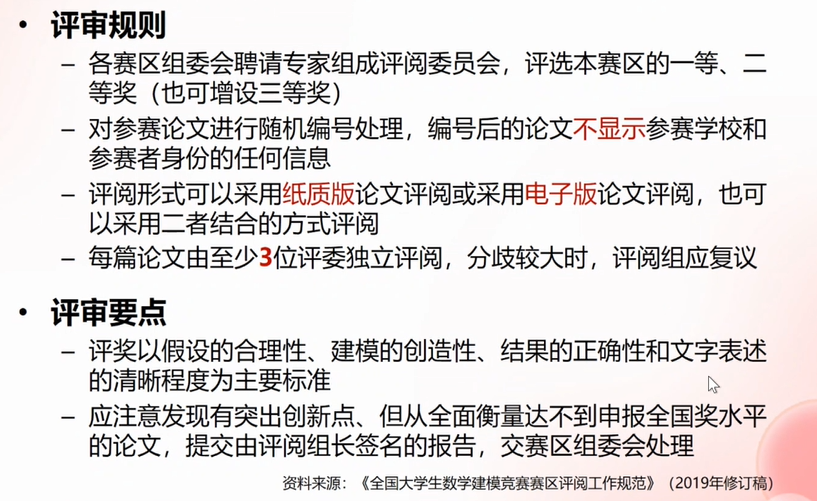 • 评审规则
– 各赛区组委会聘请专家组成评阅委员会，评选本赛区的一等、二
等奖（也可增设三等奖）
– 对参赛论文进行随机编号处理，编号后的论文不显示参赛学校和
参赛者身份的任何信息
– 评阅形式可以采用纸质版论文评阅或采用电子版论文评阅，也可
以采用二者结合的方式评阅
– 每篇论文由至少3位评委独立评阅，分歧较大时，评阅组应复议
• 评审要点
– 评奖以假设的合理性、建模的创造性、结果的正确性和文字表述
的清晰程度为主要标准
– 应注意发现有突出创新点、但从全面衡量达不到申报全国奖水平
的论文，提交由评阅组长签名的报告，交赛区组委会处理
资料来源：《全国大学生数学建模竞赛赛区评阅工作规范》（2019年修订稿）